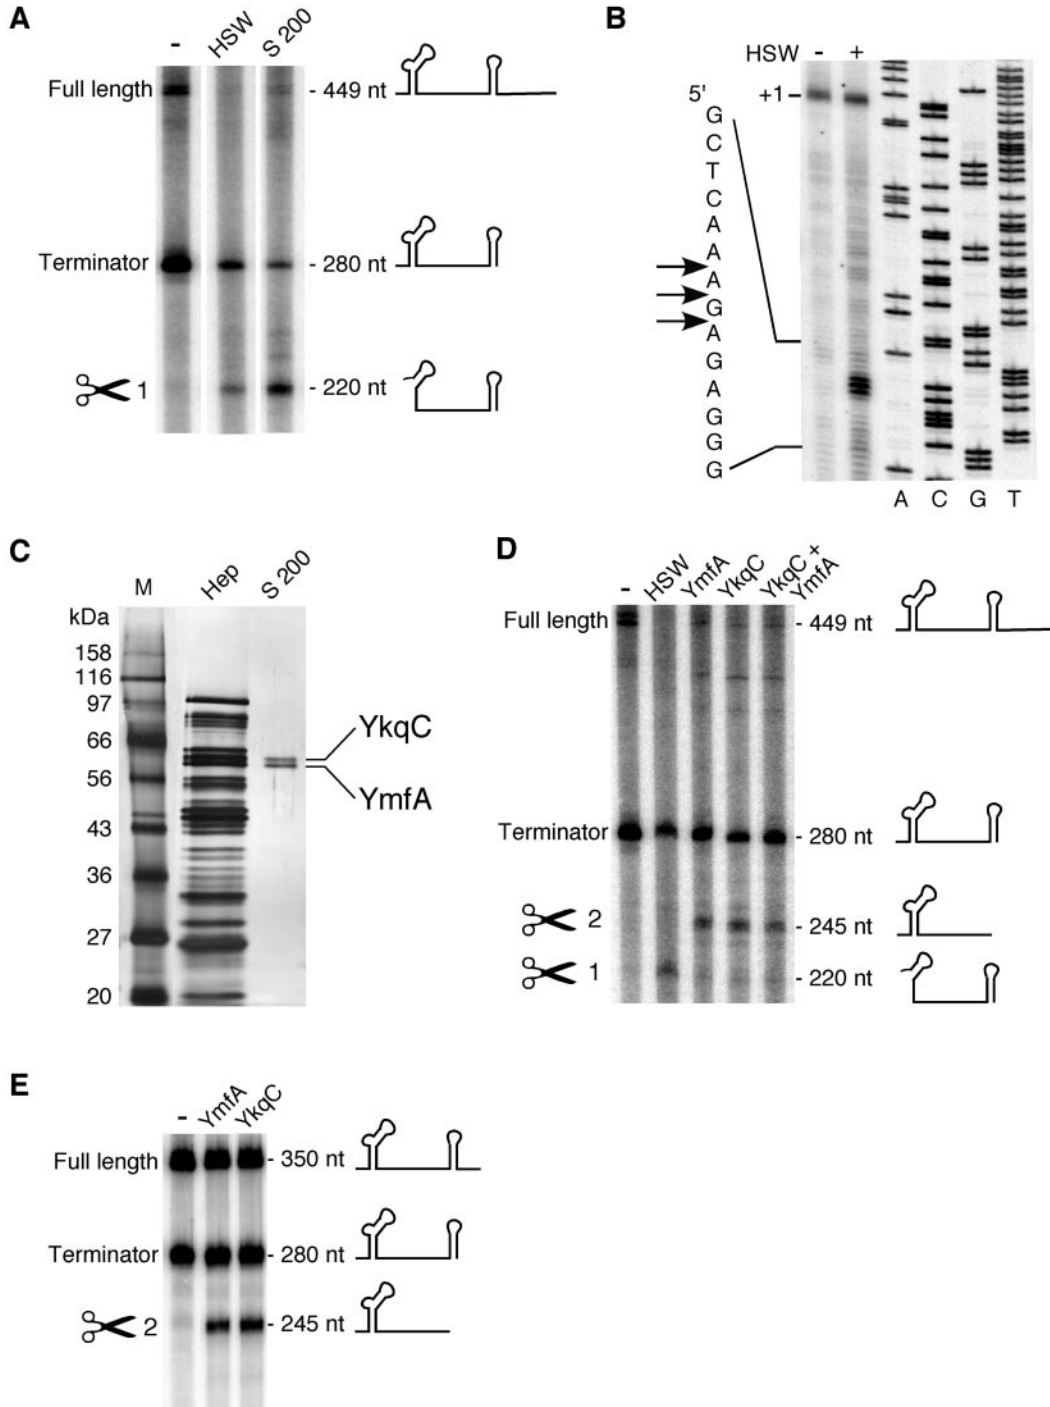 A
- HSW S 200
Full length - 449 nt
Terminator - 280 nt
1 - 220 nt
B
HSW - +
5' +1
G
C
T
C
A
A
A
G
A
G
A
G
G
G
A C G T
C
M Hep S 200
kDa
158
116
97
66
56
43
36
27
20
YkqC
YmfA
D
- HSW YmfA YkqC YkqC + YmfA
Full length - 449 nt
Terminator - 280 nt
2 - 245 nt
1 - 220 nt
E
- YmfA YkqC
Full length - 350 nt
Terminator - 280 nt
2 - 245 nt